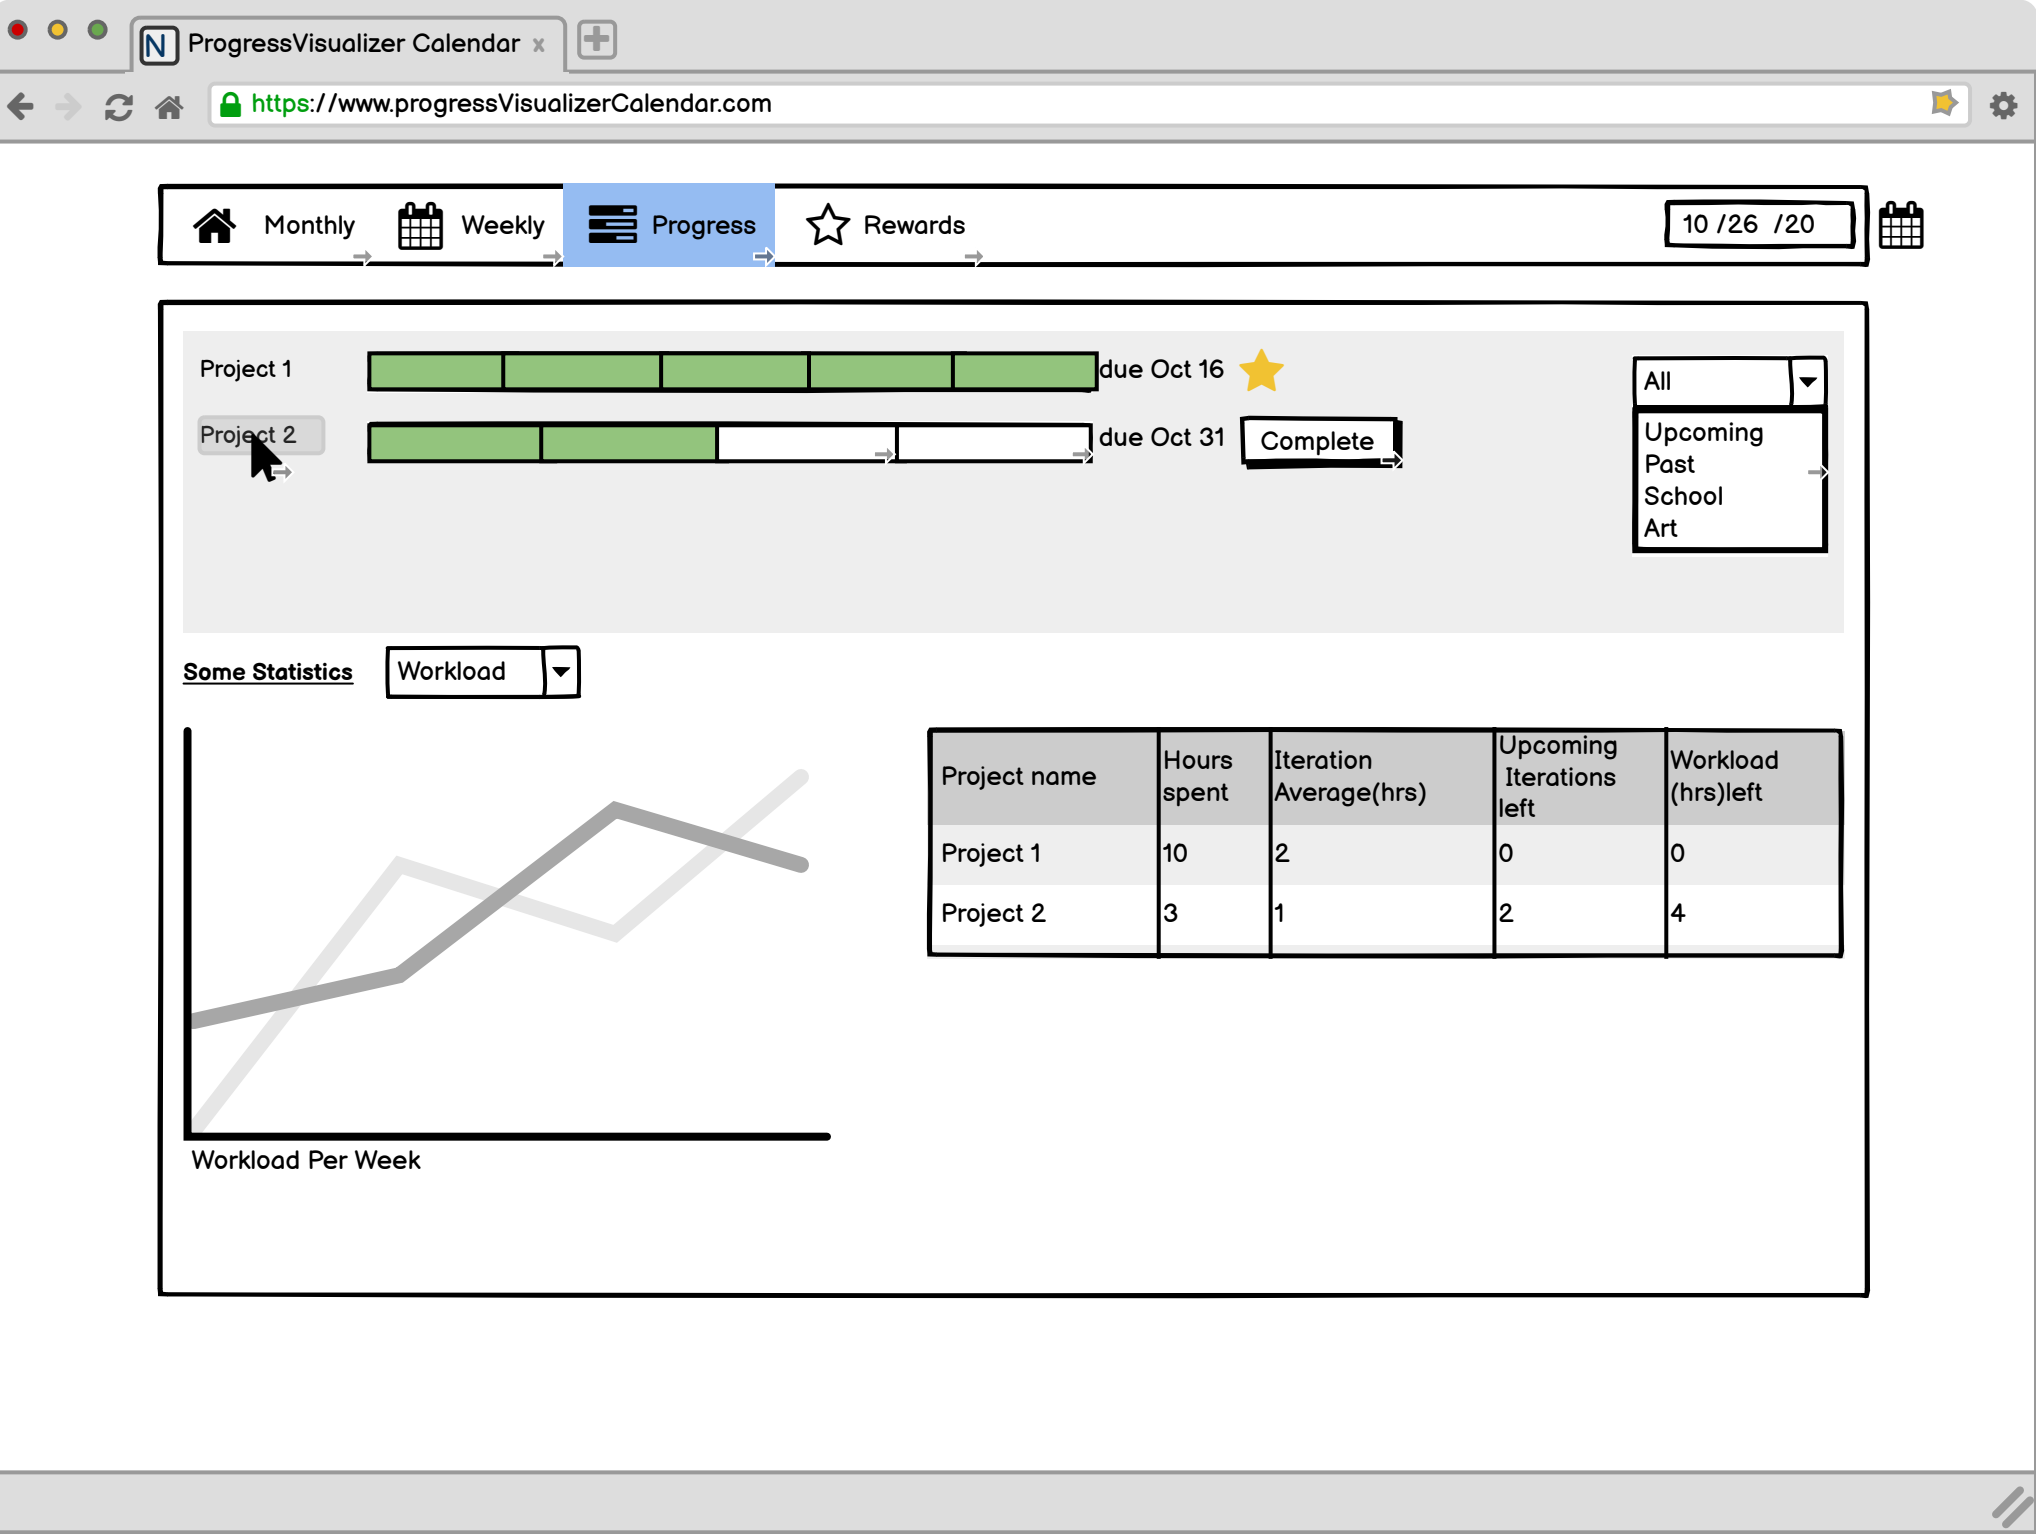 N ProgressVisualizer Calendar x
https://www.progressVisualizerCalendar.com
Monthly Weekly Progress Rewards 10 /26 /20
Project 1 due Oct 16 All
Project 2 due Oct 31 Complete
Upcoming
Past
School
Art
Some Statistics Workload
Project name Hours spent Iteration Average(hrs) Upcoming Iterations left Workload (hrs)left
Project 1 10 2 0 0
Project 2 3 1 2 4
Workload Per Week